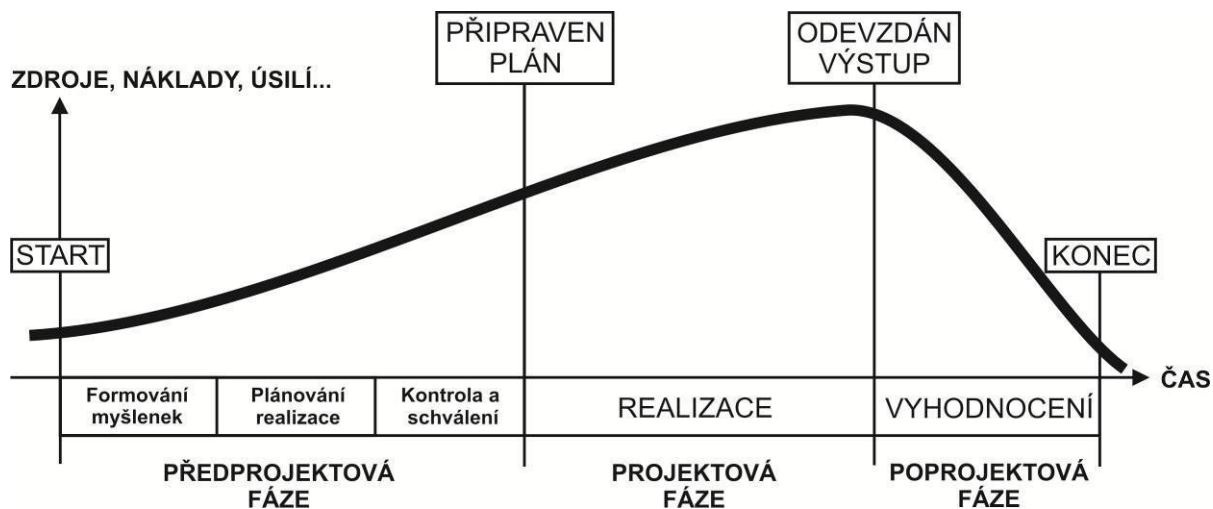 PŘIPRAVEN
PLÁN
ODEVZDÁN
VÝSTUP
ZDROJE, NÁKLADY, ÚSILÍ...
START
KONEC
ČAS
Formování
myšlenek
Plánování
realizace
Kontrola a
schválení
REALIZACE
VYHODNOCENÍ
PŘEDPROJEKTOVÁ
FÁZE
PROJEKTOVÁ
FÁZE
POPROJEKTOVÁ
FÁZE